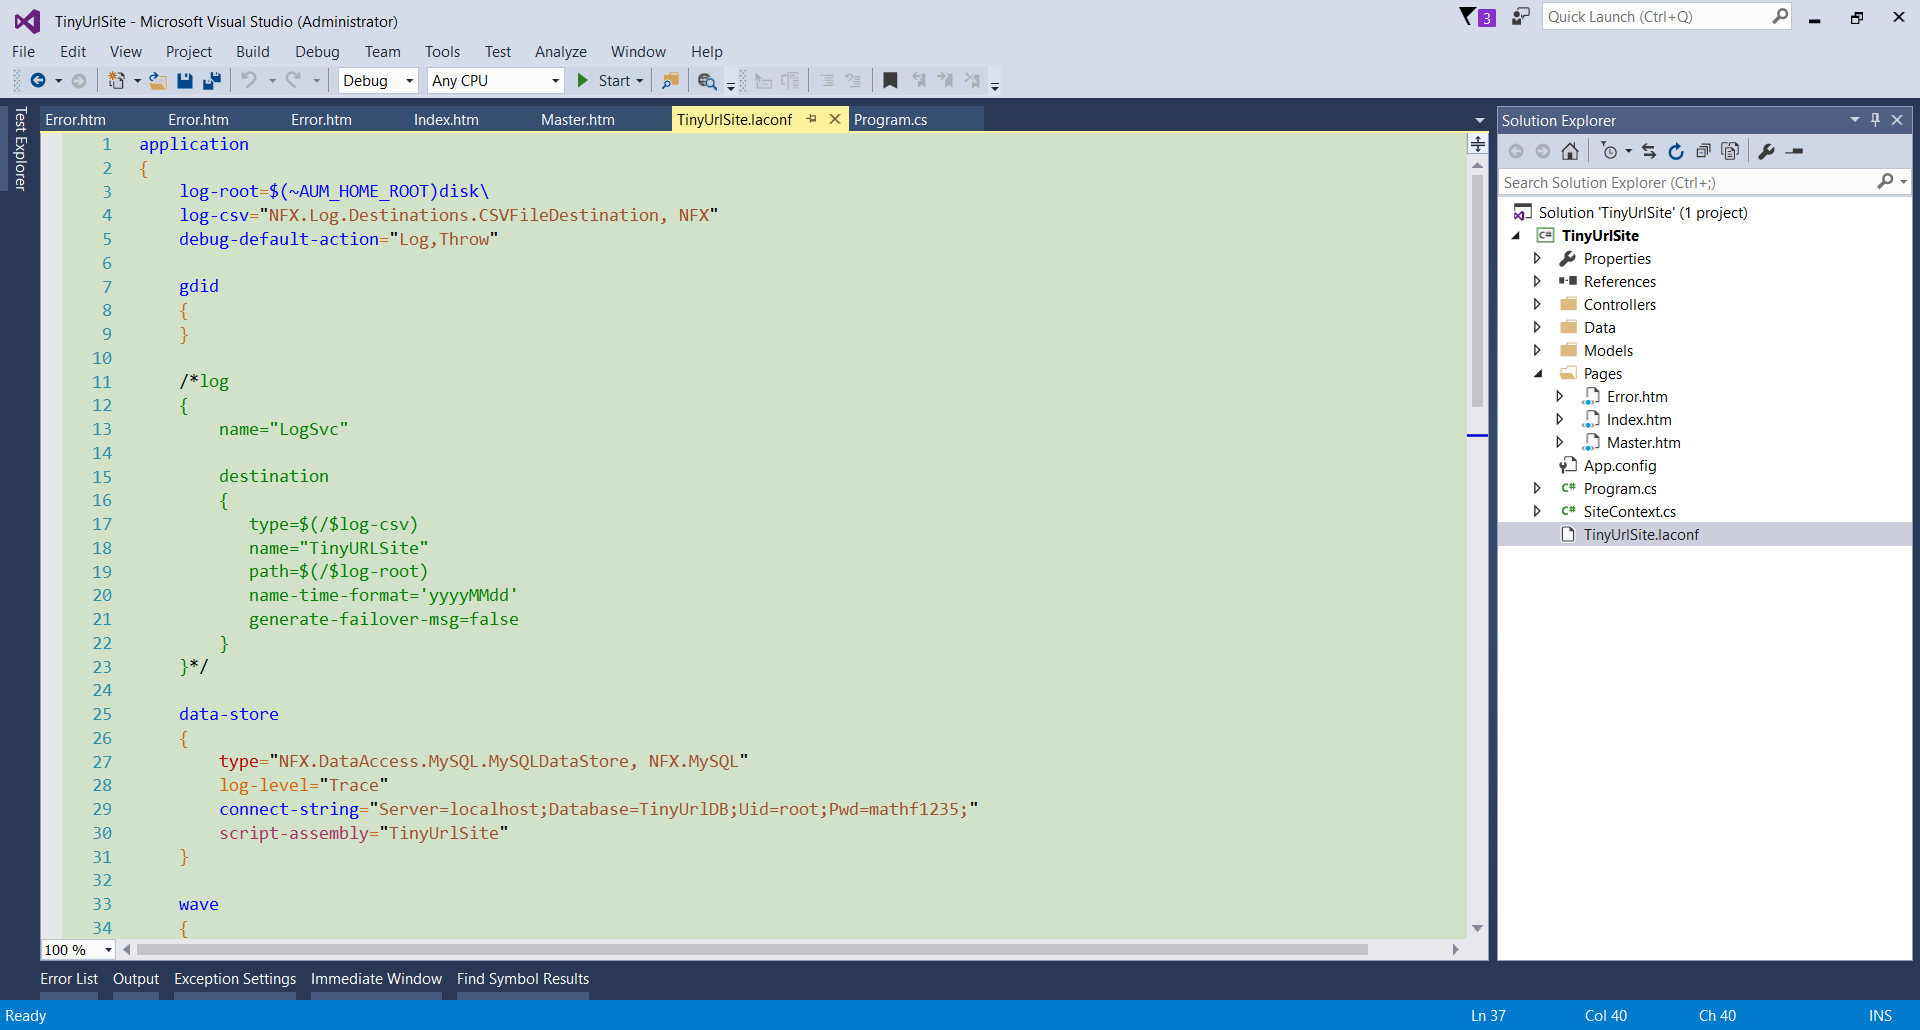 TinyUrlSite - Microsoft Visual Studio (Administrator)
3
Quick Launch (Ctrl+Q)
File Edit View Project Build Debug Team Tools Test Analyze Window Help
Debug Any CPU Start
Test Explorer
Error.htm Error.htm Error.htm Index.htm Master.htm TinyUrlSite.laconf Program.cs
1 application
2 {
3 log-root=$(~AUM_HOME_ROOT)disk\
4 log-csv="NFX.Log.Destinations.CSVFileDestination, NFX"
5 debug-default-action="Log,Throw"
6
7 gdid
8 {
9 }
10
11 /*log
12 {
13 name="LogSvc"
14
15 destination
16 {
17 type=$(/$log-csv)
18 name="TinyURLSite"
19 path=$(/$log-root)
20 name-time-format='yyyyMMdd'
21 generate-failover-msg=false
22 }
23 }*/
24
25 data-store
26 {
27 type="NFX.DataAccess.MySQL.MySQLDataStore, NFX.MySQL"
28 log-level="Trace"
29 connect-string="Server=localhost;Database=TinyUrlDB;Uid=root;Pwd=mathf1235;"
30 script-assembly="TinyUrlSite"
31 }
32
33 wave
34 {
100 %
Solution Explorer
Search Solution Explorer (Ctrl+;)
Solution 'TinyUrlSite' (1 project)
C# TinyUrlSite
Properties
References
Controllers
Data
Models
Pages
Error.htm
Index.htm
Master.htm
App.config
C# Program.cs
C# SiteContext.cs
TinyUrlSite.laconf
Error List Output Exception Settings Immediate Window Find Symbol Results
Ready Ln 37 Col 40 Ch 40 INS